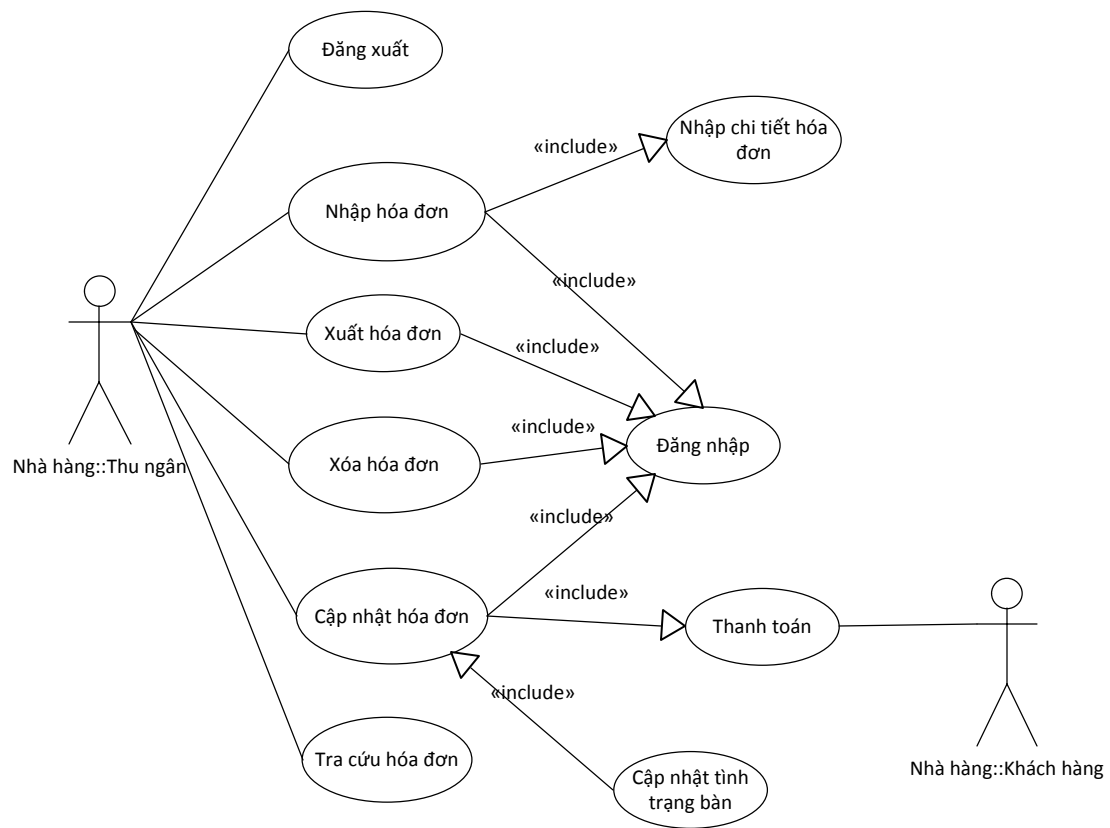 Đăng xuất
«include»
Nhập chi tiết hóa
đơn
Nhập hóa đơn
«include»
Xuất hóa đơn
«include»
«include»
Xóa hóa đơn
Đăng nhập
Nhà hàng::Thu ngân
«include»
«include»
Cập nhật hóa đơn
Thanh toán
«include»
Tra cứu hóa đơn
Cập nhật tình
trạng bàn
Nhà hàng::Khách hàng